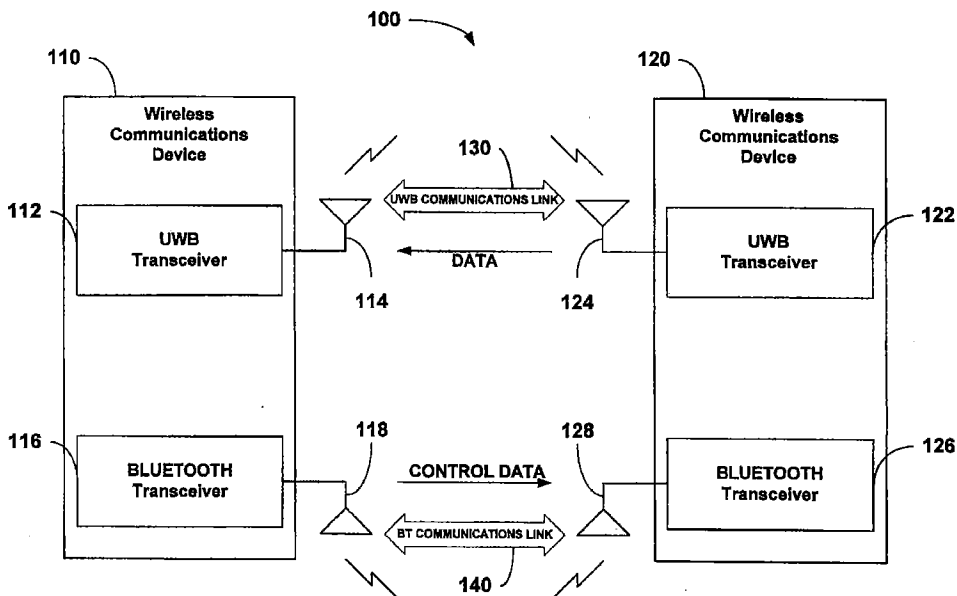 100
110
120
Wireless
Communications
Device
Wireless
Communications
Device
130
UWB COMMUNICATIONS LINK
112
122
UWB
Transceiver
UWB
Transceiver
DATA
114
124
116
118
128
126
BLUETOOTH
Transceiver
CONTROL DATA
BLUETOOTH
Transceiver
BT COMMUNICATIONS LINK
140